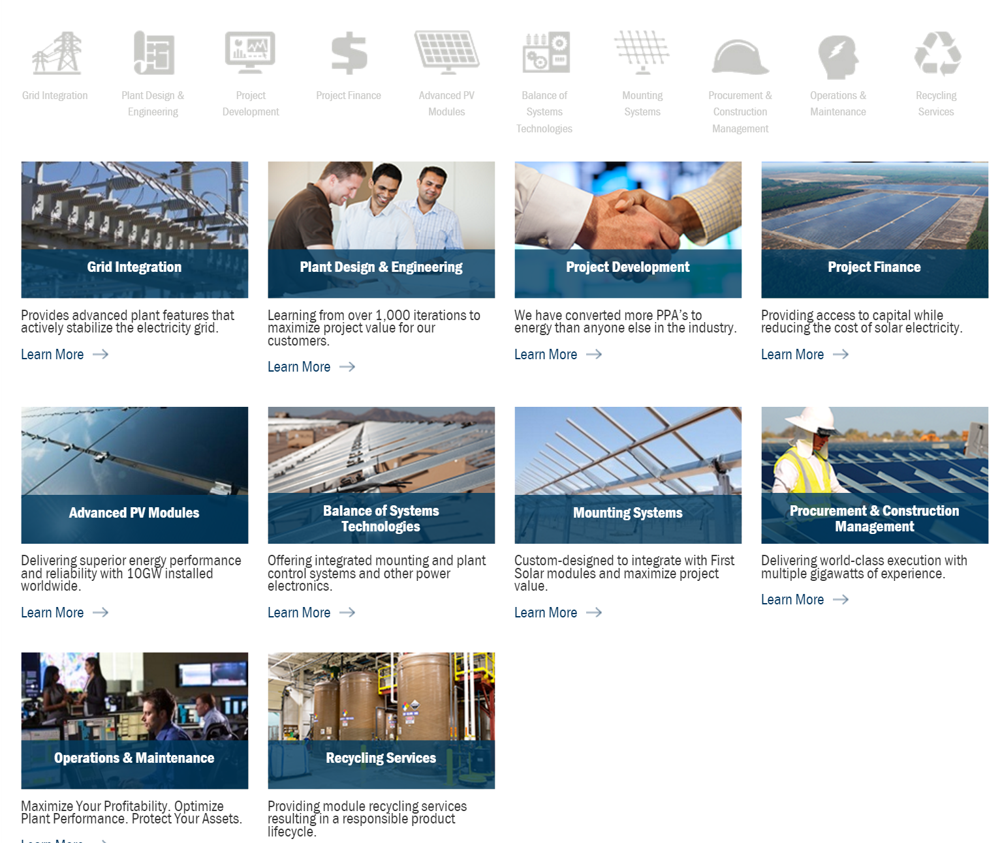 Grid Integration
Plant Design &
Engineering
Project
Development
Project Finance
Advanced PV
Modules
Balance of
Systems
Technologies
Mounting
Systems
Procurement &
Construction
Management
Operations &
Maintenance
Recycling
Services
Grid Integration
Provides advanced plant features that
actively stabilize the electricity grid.
Learn More
Plant Design & Engineering
Learning from over 1,000 iterations to
maximize project value for our
customers.
Learn More
Project Development
We have converted more PPA’s to
energy than anyone else in the industry.
Learn More
Project Finance
Providing access to capital while
reducing the cost of solar electricity.
Learn More
Advanced PV Modules
Delivering superior energy performance
and reliability with 10GW installed
worldwide.
Learn More
Balance of Systems
Technologies
Offering integrated mounting and plant
control systems and other power
electronics.
Learn More
Mounting Systems
Custom-designed to integrate with First
Solar modules and maximize project
value.
Learn More
Procurement & Construction
Management
Delivering world-class execution with
multiple gigawatts of experience.
Learn More
Operations & Maintenance
Maximize Your Profitability. Optimize
Plant Performance. Protect Your Assets.
Learn More
Recycling Services
Providing module recycling services
resulting in a responsible product
lifecycle.